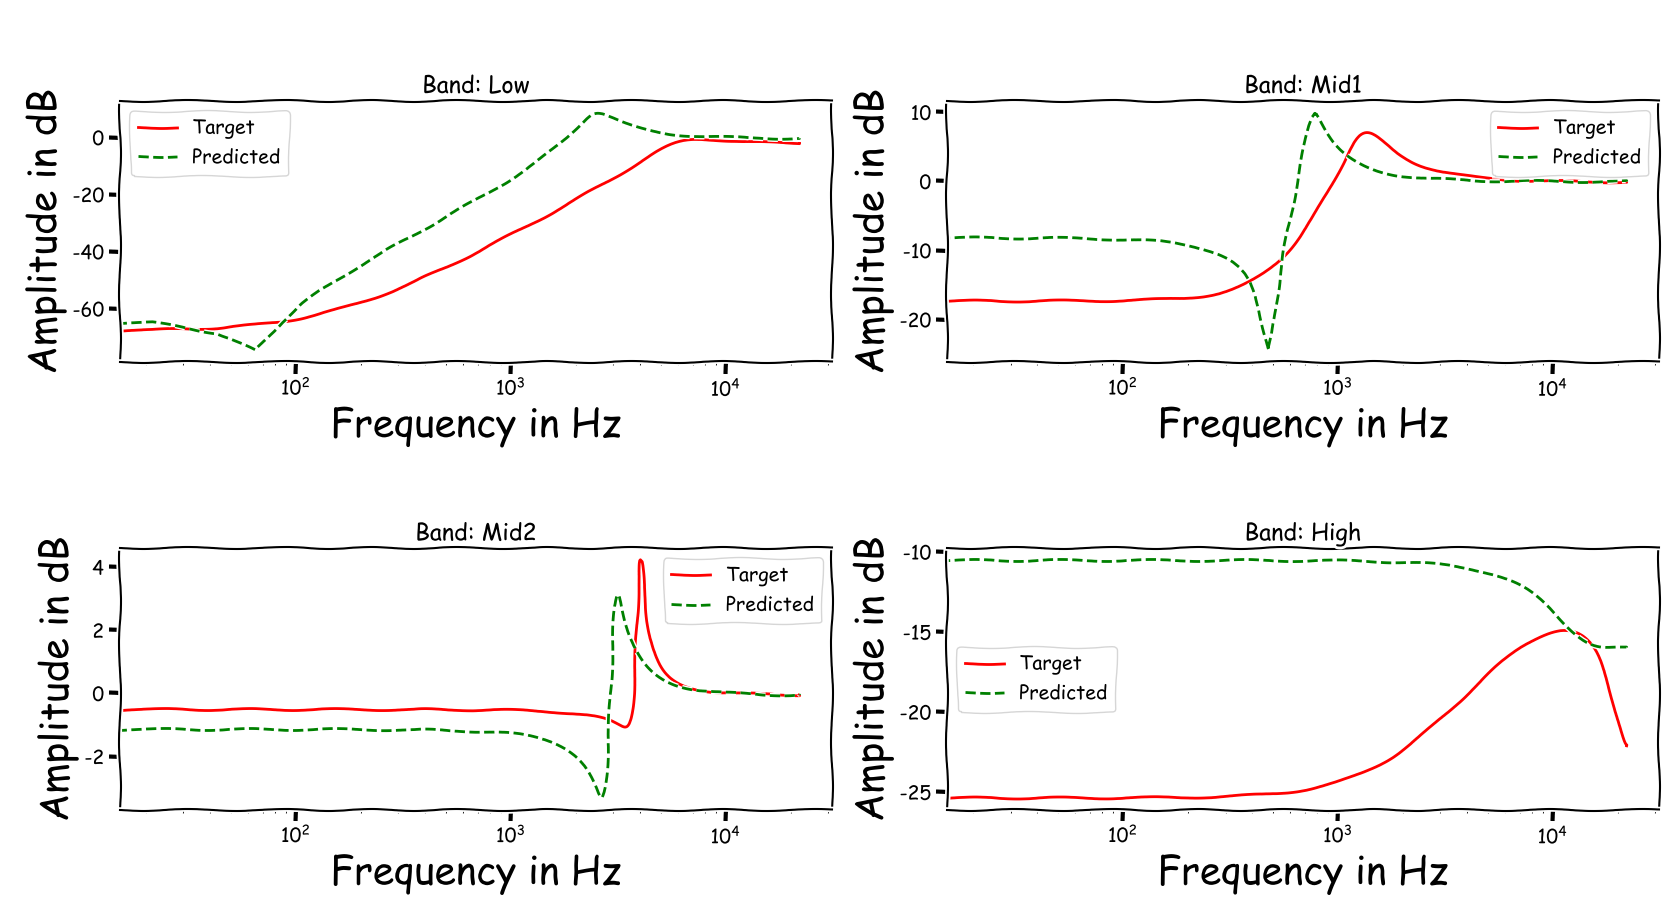 Band: Low
Amplitude in dB
0
-20
-40
-60
Target
Predicted
10²
10³
10⁴
Frequency in Hz
Band: Mid1
Amplitude in dB
10
0
-10
-20
Target
Predicted
10²
10³
10⁴
Frequency in Hz
Band: Mid2
Amplitude in dB
4
2
0
-2
Target
Predicted
10²
10³
10⁴
Frequency in Hz
Band: High
Amplitude in dB
-10
-15
-20
-25
Target
Predicted
10²
10³
10⁴
Frequency in Hz